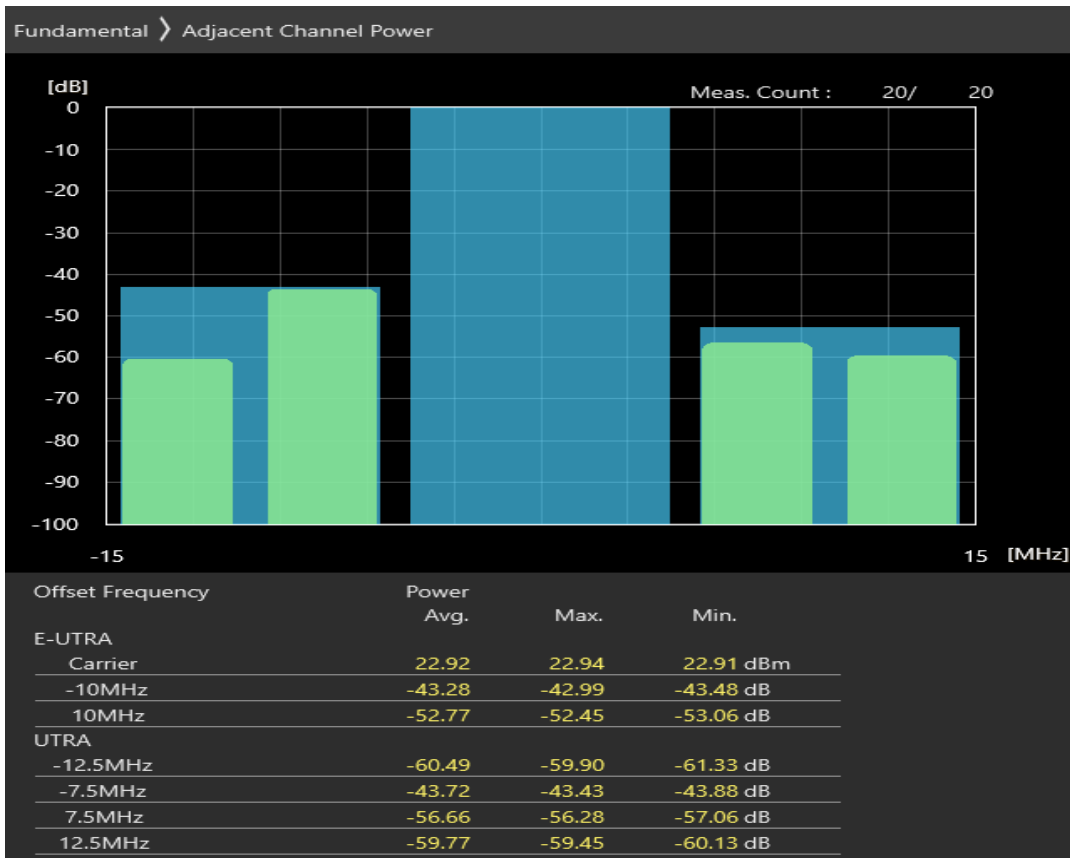 Fundamental 〉 Adjacent Channel Power
[dB]
Meas. Count : 20/ 20
0
-10
-20
-30
-40
-50
-60
-70
-80
-90
-100
-15 15 [MHz]
Offset Frequency Power
Avg. Max. Min.
E-UTRA
Carrier 22.92 22.94 22.91 dBm
-10MHz -43.28 -42.99 -43.48 dB
10MHz -52.77 -52.45 -53.06 dB
UTRA
-12.5MHz -60.49 -59.90 -61.33 dB
-7.5MHz -43.72 -43.43 -43.88 dB
7.5MHz -56.66 -56.28 -57.06 dB
12.5MHz -59.77 -59.45 -60.13 dB